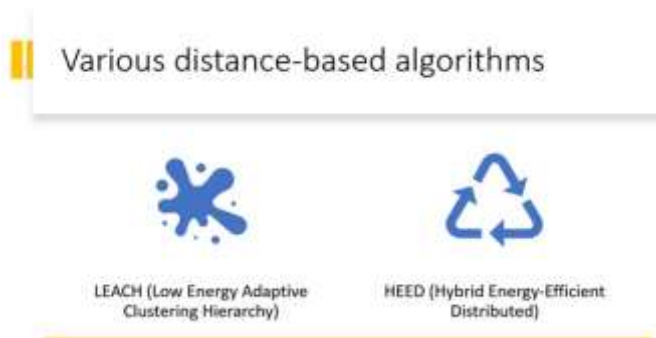 Various distance-based algorithms
LEACH (Low Energy Adaptive
Clustering Hierarchy)
HEED (Hybrid Energy-Efficient
Distributed)